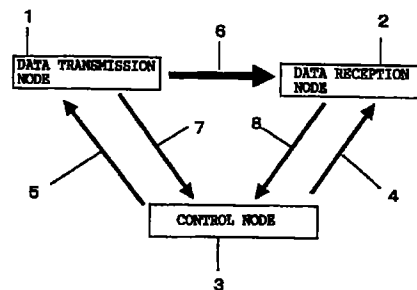 1
6
2
DATA TRANSMISSION
NODE
DATA RECEPTION
NODE
7
8
5
4
CONTROL NODE
3